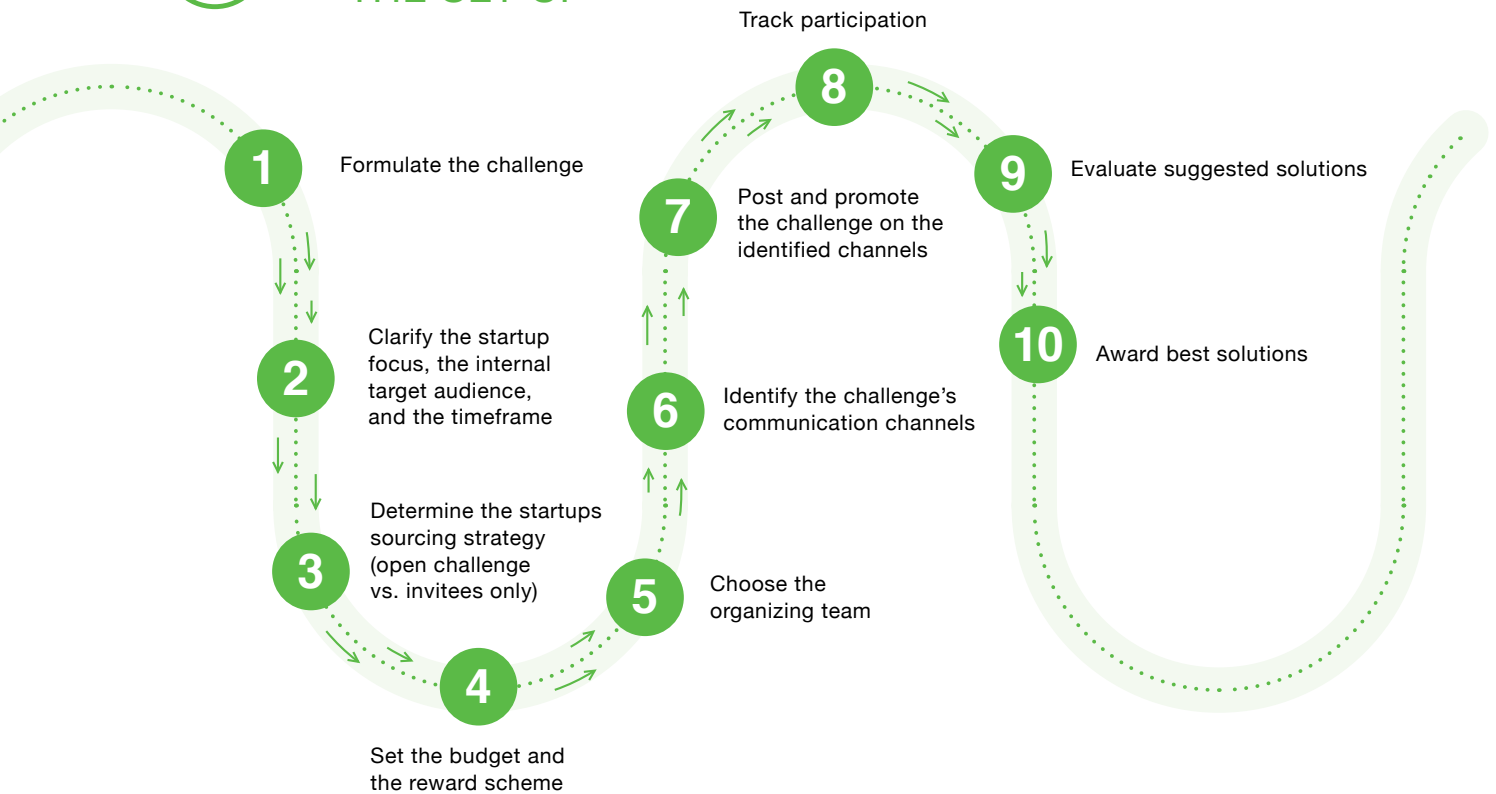 1
Formulate the challenge
2
Clarify the startup
focus, the internal
target audience,
and the timeframe
3
Determine the startups
sourcing strategy
(open challenge
vs. invitees only)
4
Set the budget and
the reward scheme
5
Choose the
organizing team
6
Identify the challenge’s
communication channels
7
Post and promote
the challenge on the
identified channels
8
Track participation
9
Evaluate suggested solutions
10
Award best solutions